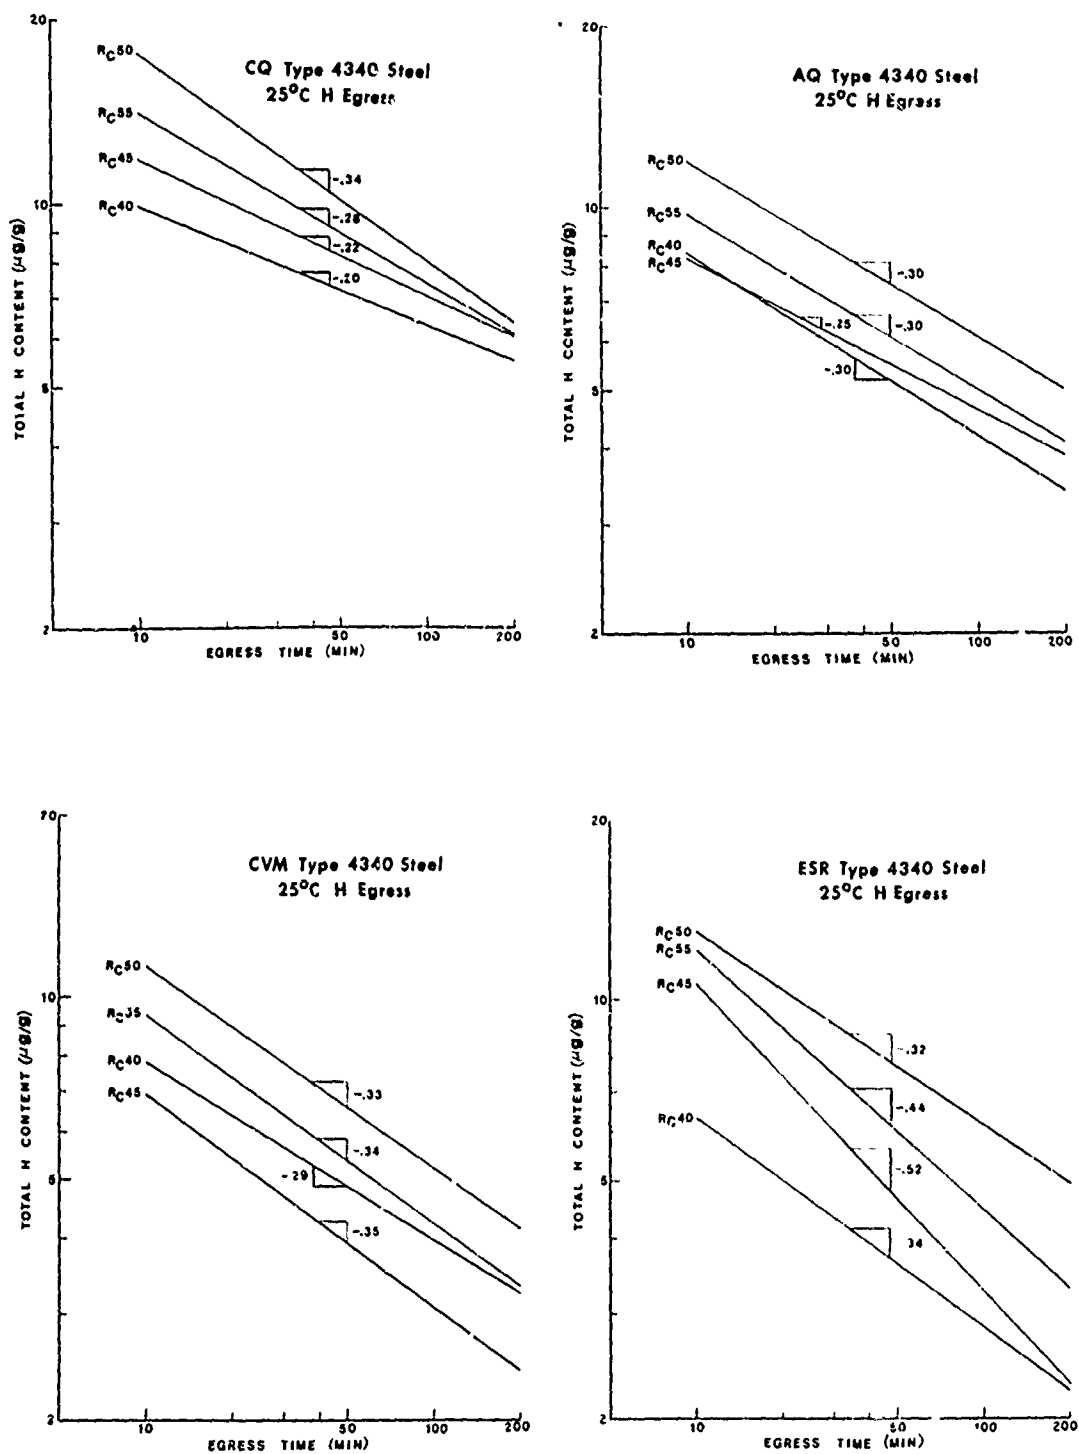 CQ Type 4340 Steel
25°C H Egress
20
10
5
2
TOTAL H CONTENT (μg/g)
RC50
RC55
RC45
RC40
-.34
-.28
-.22
-.20
10
50
100
200
EGRESS TIME (MIN)
AQ Type 4340 Steel
25°C H Egress
20
10
5
2
TOTAL H CONTENT (μg/g)
RC50
RC55
RC40
RC45
-.30
-.30
-.25
-.30
10
50
100
200
EGRESS TIME (MIN)
CVM Type 4340 Steel
25°C H Egress
20
10
5
2
TOTAL H CONTENT (μg/g)
RC50
RC35
RC40
RC45
-.33
-.34
-.29
-.35
10
50
100
200
EGRESS TIME (MIN)
ESR Type 4340 Steel
25°C H Egress
20
10
5
2
TOTAL H CONTENT (μg/g)
RC50
RC55
RC45
RC40
-.32
-.44
-.52
34
10
50
100
200
EGRESS TIME (MIN)